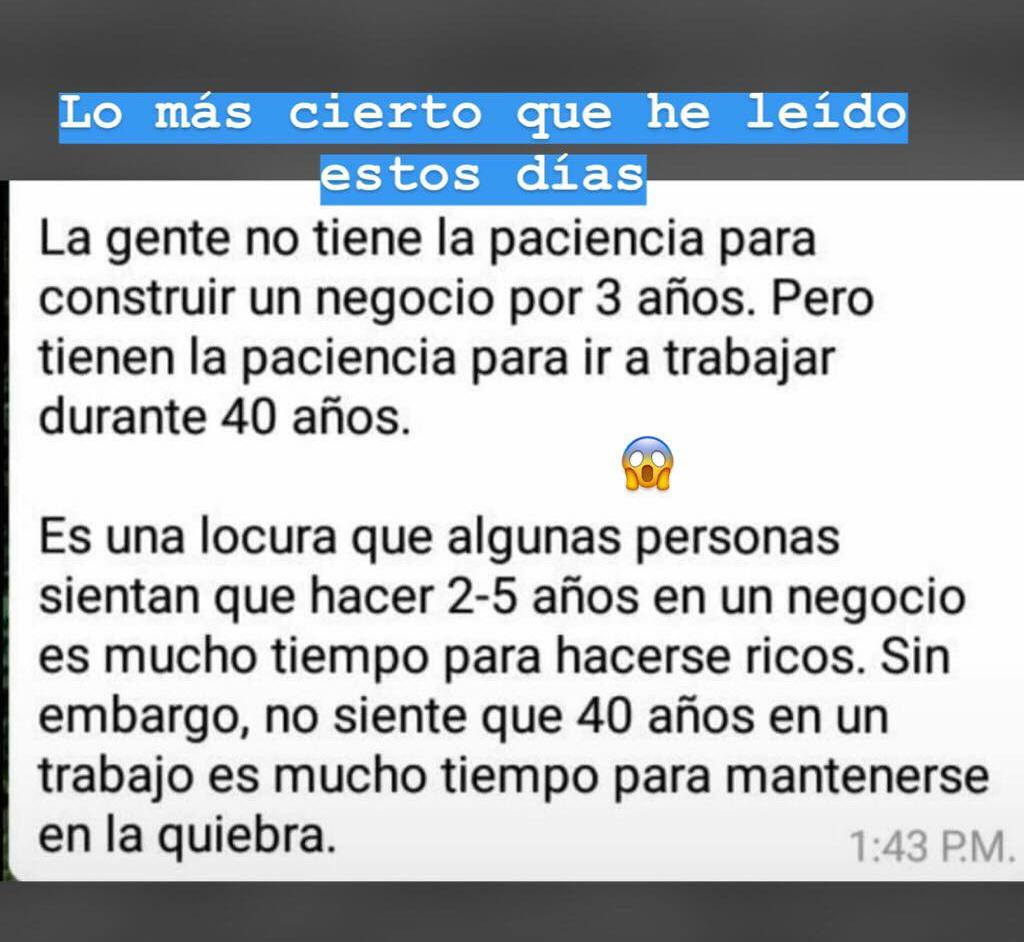 Lo más cierto que he leído
estos días
La gente no tiene la paciencia para
construir un negocio por 3 años. Pero
tienen la paciencia para ir a trabajar
durante 40 años.
Es una locura que algunas personas
sientan que hacer 2-5 años en un negocio
es mucho tiempo para hacerse ricos. Sin
embargo, no siente que 40 años en un
trabajo es mucho tiempo para mantenerse
en la quiebra.
1:43 P.M.